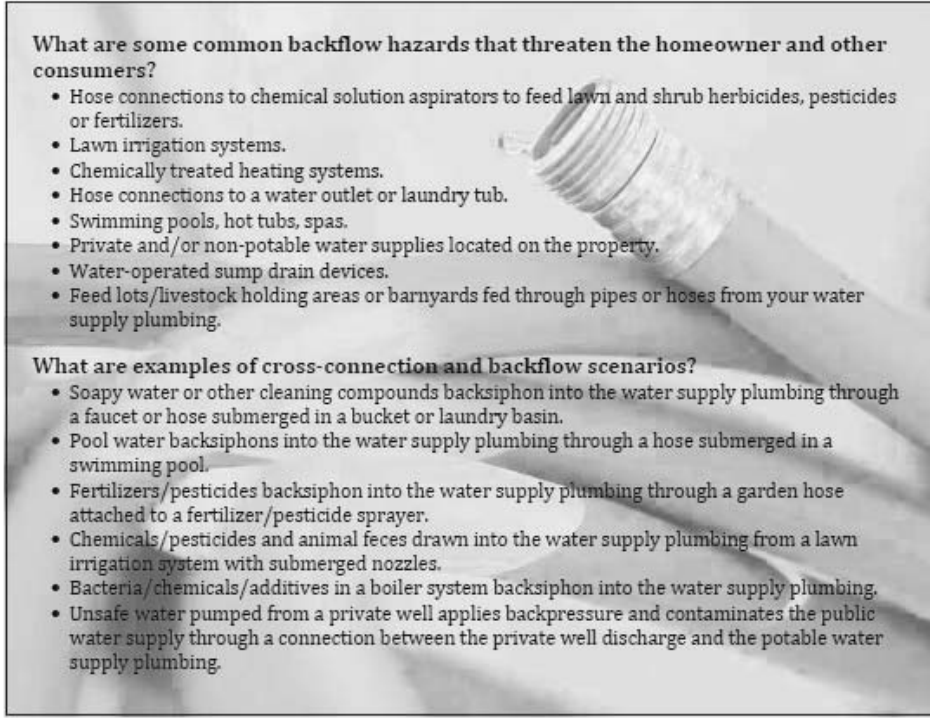 What are some common backflow hazards that threaten the homeowner and other
consumers?
• Hose connections to chemical solution aspirators to feed lawn and shrub herbicides, pesticides
or fertilizers.
• Lawn irrigation systems.
• Chemically treated heating systems.
• Hose connections to a water outlet or laundry tub.
• Swimming pools, hot tubs, spas.
• Private and/or non-potable water supplies located on the property.
• Water-operated sump drain devices.
• Feed lots/livestock holding areas or barnyards fed through pipes or hoses from your water
supply plumbing.
What are examples of cross-connection and backflow scenarios?
• Soapy water or other cleaning compounds backsiphon into the water supply plumbing through
a faucet or hose submerged in a bucket or laundry basin.
• Pool water backsiphons into the water supply plumbing through a hose submerged in a
swimming pool.
• Fertilizers/pesticides backsiphon into the water supply plumbing through a garden hose
attached to a fertilizer/pesticide sprayer.
• Chemicals/pesticides and animal feces drawn into the water supply plumbing from a lawn
irrigation system with submerged nozzles.
• Bacteria/chemicals/additives in a boiler system backsiphon into the water supply plumbing.
• Unsafe water pumped from a private well applies backpressure and contaminates the public
water supply through a connection between the private well discharge and the potable water
supply plumbing.